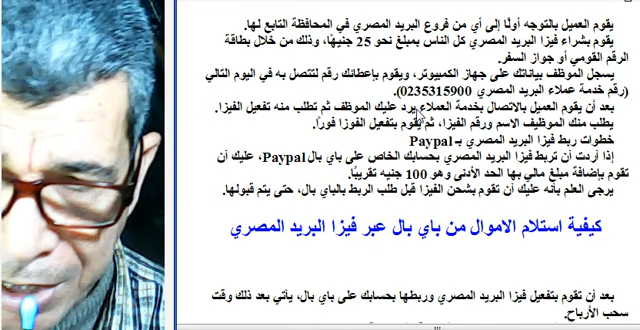 يقوم العميل بالتوجه أولًا إلى أي من فروع البريد المصري في المحافظة التابع لها.
يقوم بشراء فيزا البريد المصري كل الناس بمبلغ نحو 25 جنيهًا، وذلك من خلال بطاقة
الرقم القومي أو جواز السفر.
يسجل الموظف بياناتك على جهاز الكمبيوتر، ويقوم بإعطائك رقم لتتصل به في اليوم التالي
(رقم خدمة عملاء البريد المصري 0235315900).
بعد أن يقوم العميل بالاتصال بخدمة العملاء يرد عليك الموظف ثم تطلب منه تفعيل الفيزا.
يطلب منك الموظيف الاسم ورقم الفيزا، ثم يقوم بتفعيل الفوزا فورًا.
خطوات ربط فيزا البريد المصري بـ Paypal
إذا أردت أن تربط فيزا البريد المصري بحسابك الخاص على باي بال Paypal، عليك أن
تقوم بإضافة مبلغ مالي بها الحد الأدنى وهو 100 جنيه تقريبًا.
يرجى العلم بأنه عليك أن تقوم بشحن الفيزا قبل طلب الربط بالباي بال، حتى يتم قبولها.
كيفية استلام الاموال من باي بال عبر فيزا البريد المصري
بعد أن تقوم بتفعيل فيزا البريد المصري وربطها بحسابك على باي بال، يأتي بعد ذلك وقت
سحب الأرباح.